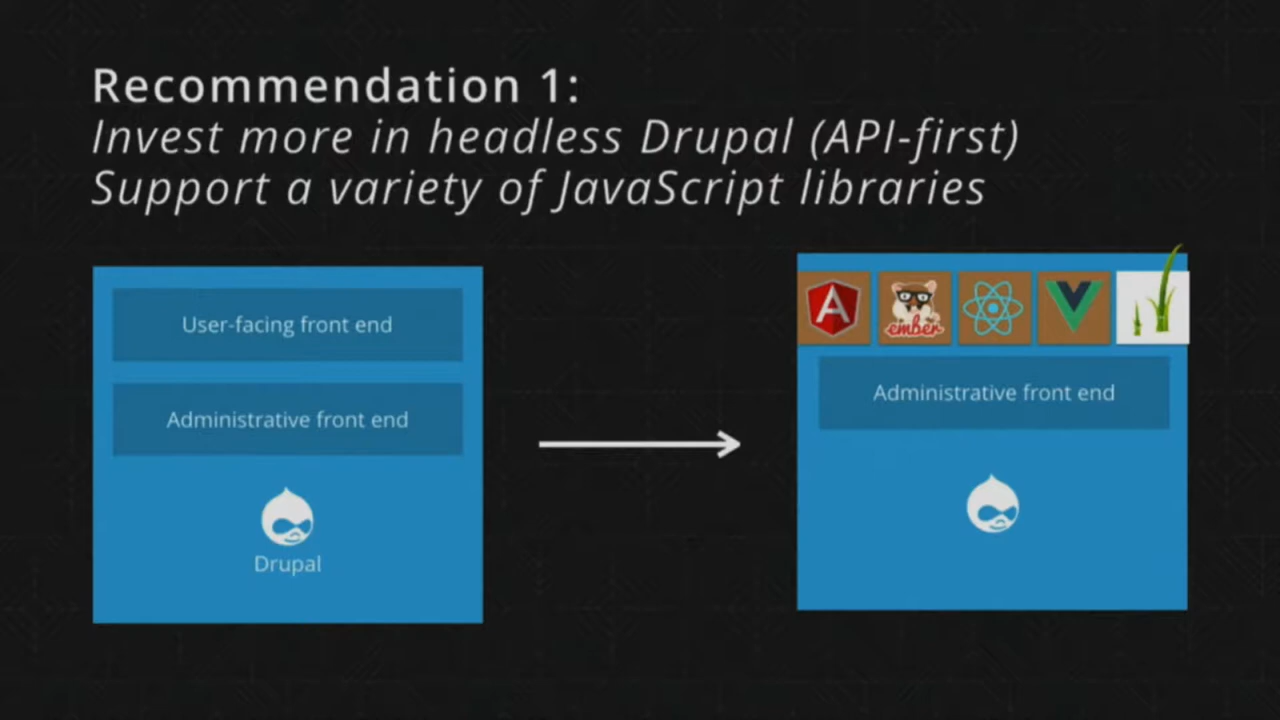 Recommendation 1:
Invest more in headless Drupal (API-first)
Support a variety of JavaScript libraries
User-facing front end
Administrative front end
Drupal
A
ember
Administrative front end